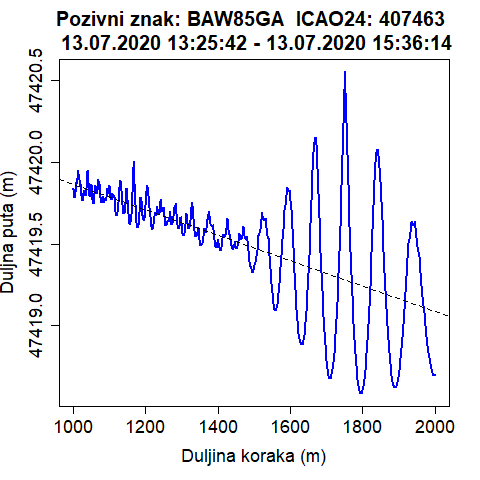 Pozivni znak: BAW85GA  ICAO24: 407463
13.07.2020 13:25:42 - 13.07.2020 15:36:14
Duljna puta (m)
47420.5
47420.0
47419.5
47419.0
1000 1200 1400 1600 1800 2000
Duljina koraka (m)